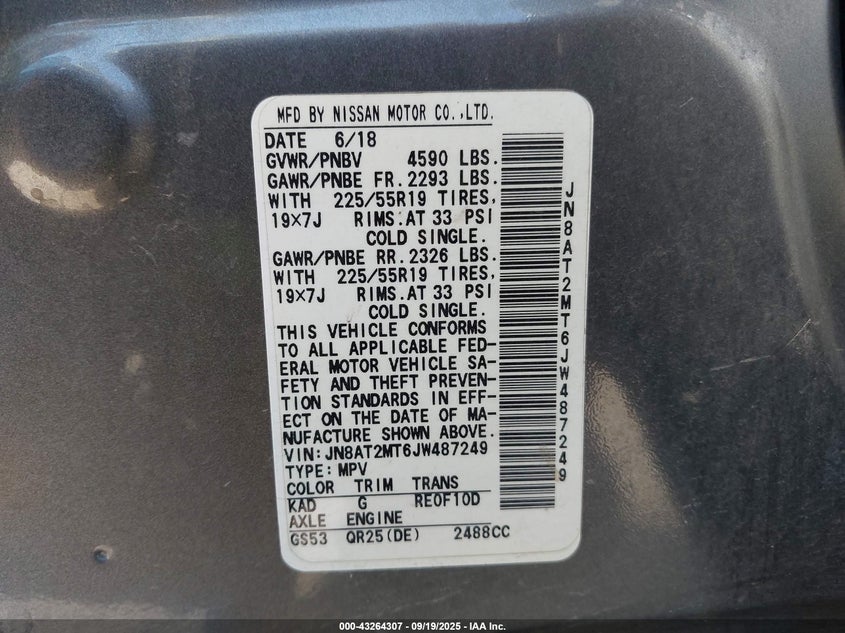 MFD BY NISSAN MOTOR CO.,LTD.
DATE 6/18
GVWR/PNBV 4590 LBS.
GAWR/PNBE FR. 2293 LBS.
WITH 225/55R19 TIRES,
19×7J RIMS.AT 33 PSI
COLD SINGLE.
GAWR/PNBE RR. 2326 LBS.
WITH 225/55R19 TIRES,
19×7J RIMS.AT 33 PSI
COLD SINGLE.
THIS VEHICLE CONFORMS
TO ALL APPLICABLE FED-
ERAL MOTOR VEHICLE SA-
FETY AND THEFT PREVEN-
TION STANDARDS IN EFF-
ECT ON THE DATE OF MA-
NUFACTURE SHOWN ABOVE.
VIN: JN8AT2MT6JW487249
TYPE: MPV
COLOR TRIM TRANS
KAD G RE0F10D
AXLE ENGINE
GS53 QR25(DE) 2488CC
JN8AT2MT6JW487249
000-43264307 - 09/19/2025 - IAA Inc.